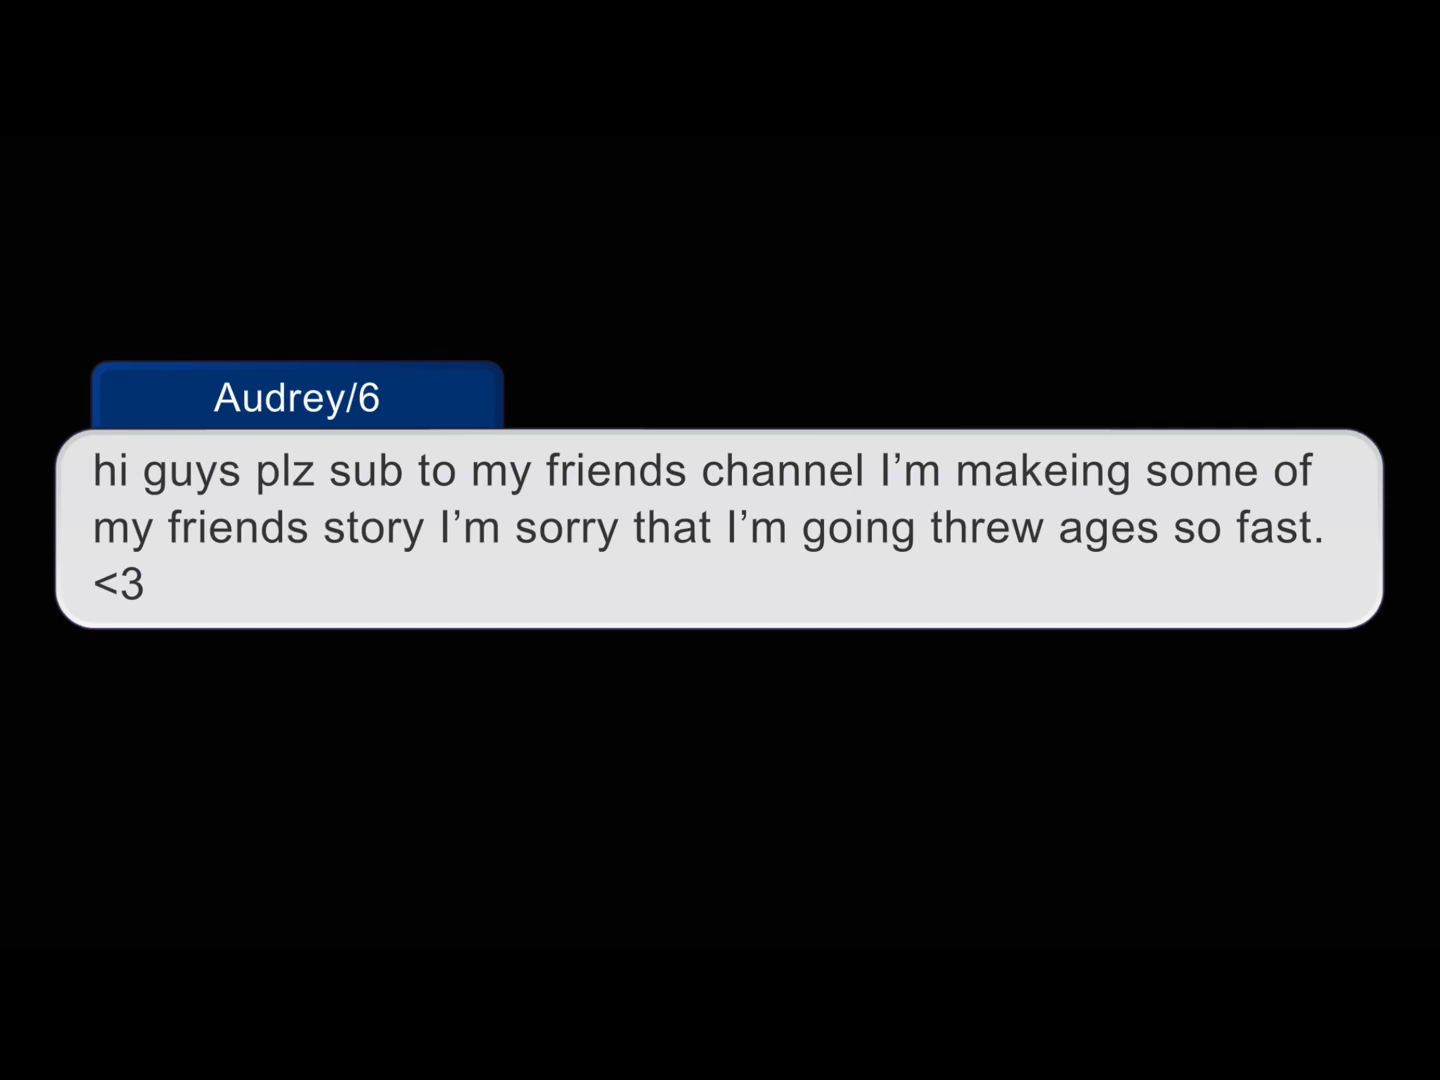 Audrey/6
hi guys plz sub to my friends channel I’m makeing some of
my friends story I’m sorry that I’m going threw ages so fast.
<3